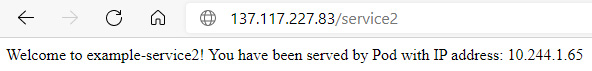 137.117.227.83/service2
Welcome to example-service2! You have been served by Pod with IP address: 10.244.1.65